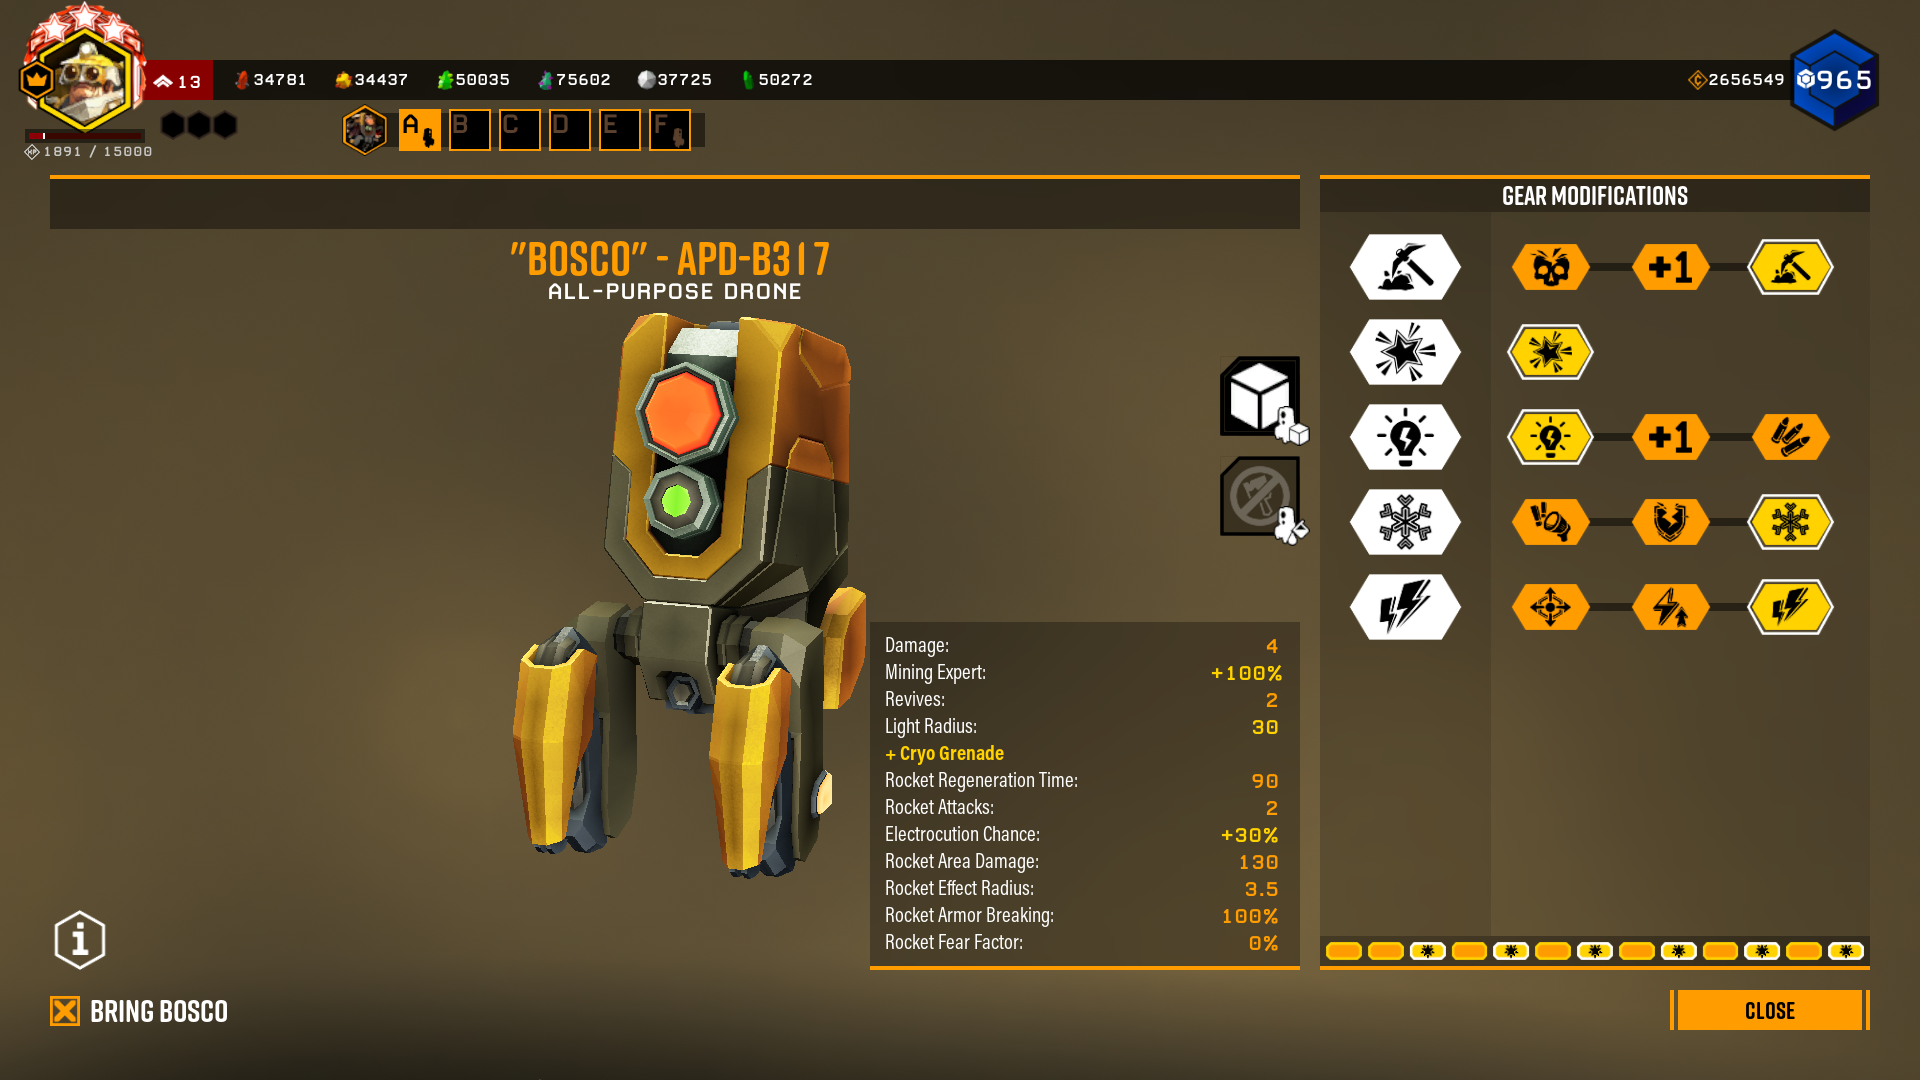 13 34781 34437 50035 75602 37725 50272 2656549 965
1891 / 15000
A B C D E F
GEAR MODIFICATIONS
"BOSCO" - APD-B317
ALL-PURPOSE DRONE
+1
+1
Damage: 4
Mining Expert: +100%
Revives: 2
Light Radius: 30
+ Cryo Grenade
Rocket Regeneration Time: 90
Rocket Attacks: 2
Electrocution Chance: +30%
Rocket Area Damage: 130
Rocket Effect Radius: 3.5
Rocket Armor Breaking: 100%
Rocket Fear Factor: 0%
BRING BOSCO
CLOSE